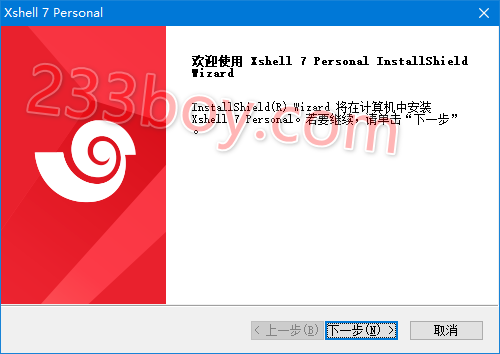 Xshell 7 Personal
欢迎使用 Xshell 7 Personal InstallShield
Wizard
233boy.com
InstallShield(R) Wizard 将在计算机中安装
Xshell 7 Personal。若要继续，请单击“下一步”
。
< 上一步(B)
下一步(N) >
取消